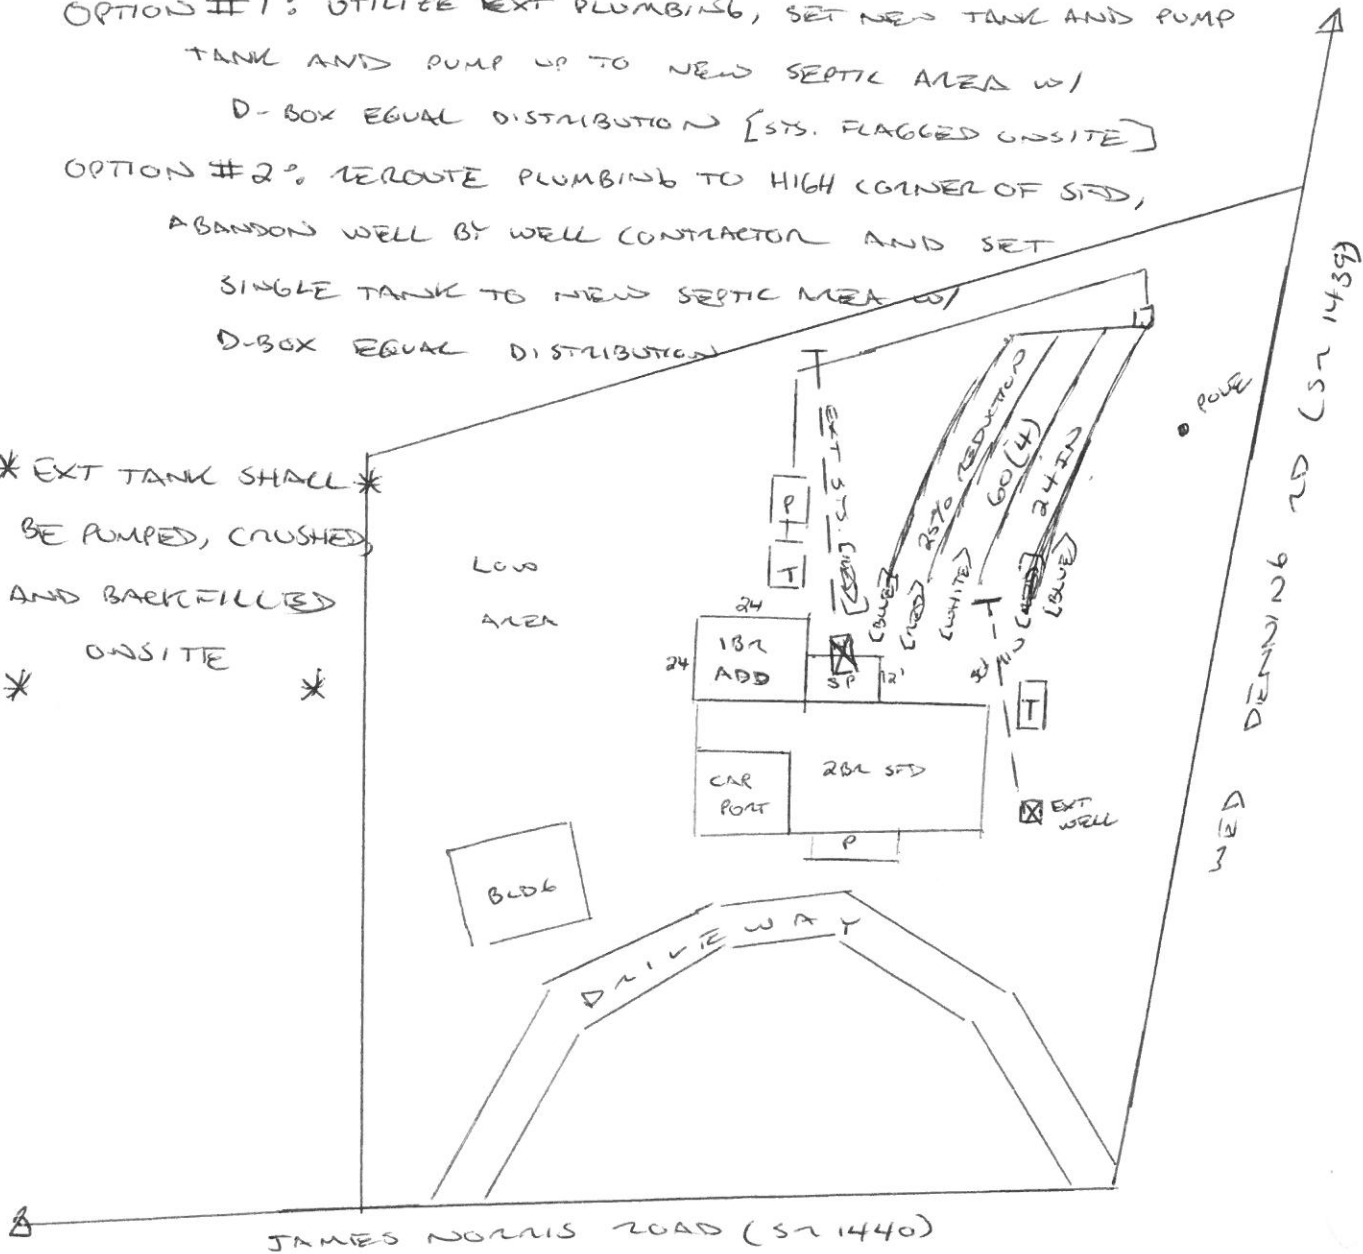 OPTION #1: UTILIZE EXT PLUMBING, SET NEW TANK AND PUMP
TANK AND PUMP UP TO NEW SEPTIC AREA W/
D-BOX EQUAL DISTRIBUTION [SYS. FLAGGED ONSITE]
OPTION #2: REROUTE PLUMBING TO HIGH CORNER OF SFD,
ABANDON WELL BY WELL CONTRACTOR AND SET
SINGLE TANK TO NEW SEPTIC AREA W/
D-BOX EQUAL DISTRIBUTION
* EXT TANK SHALL *
BE PUMPED, CRUSHED,
AND BACKFILLED
ONSITE
* *
LOW
AREA
P
T
EXT SYS.
25% REDUCTION
60(4)
24 IN
[BLUE]
[RED]
[WHITE]
[BLUE]
POLE
RED DENNING RD (SR 1439)
24
24
1BR
ADD
SP
12'
T
CAR
PORT
2BR SFD
P
EXT
WELL
BLDG
DRIVEWAY
JAMES NORRIS ROAD (SR 1440)